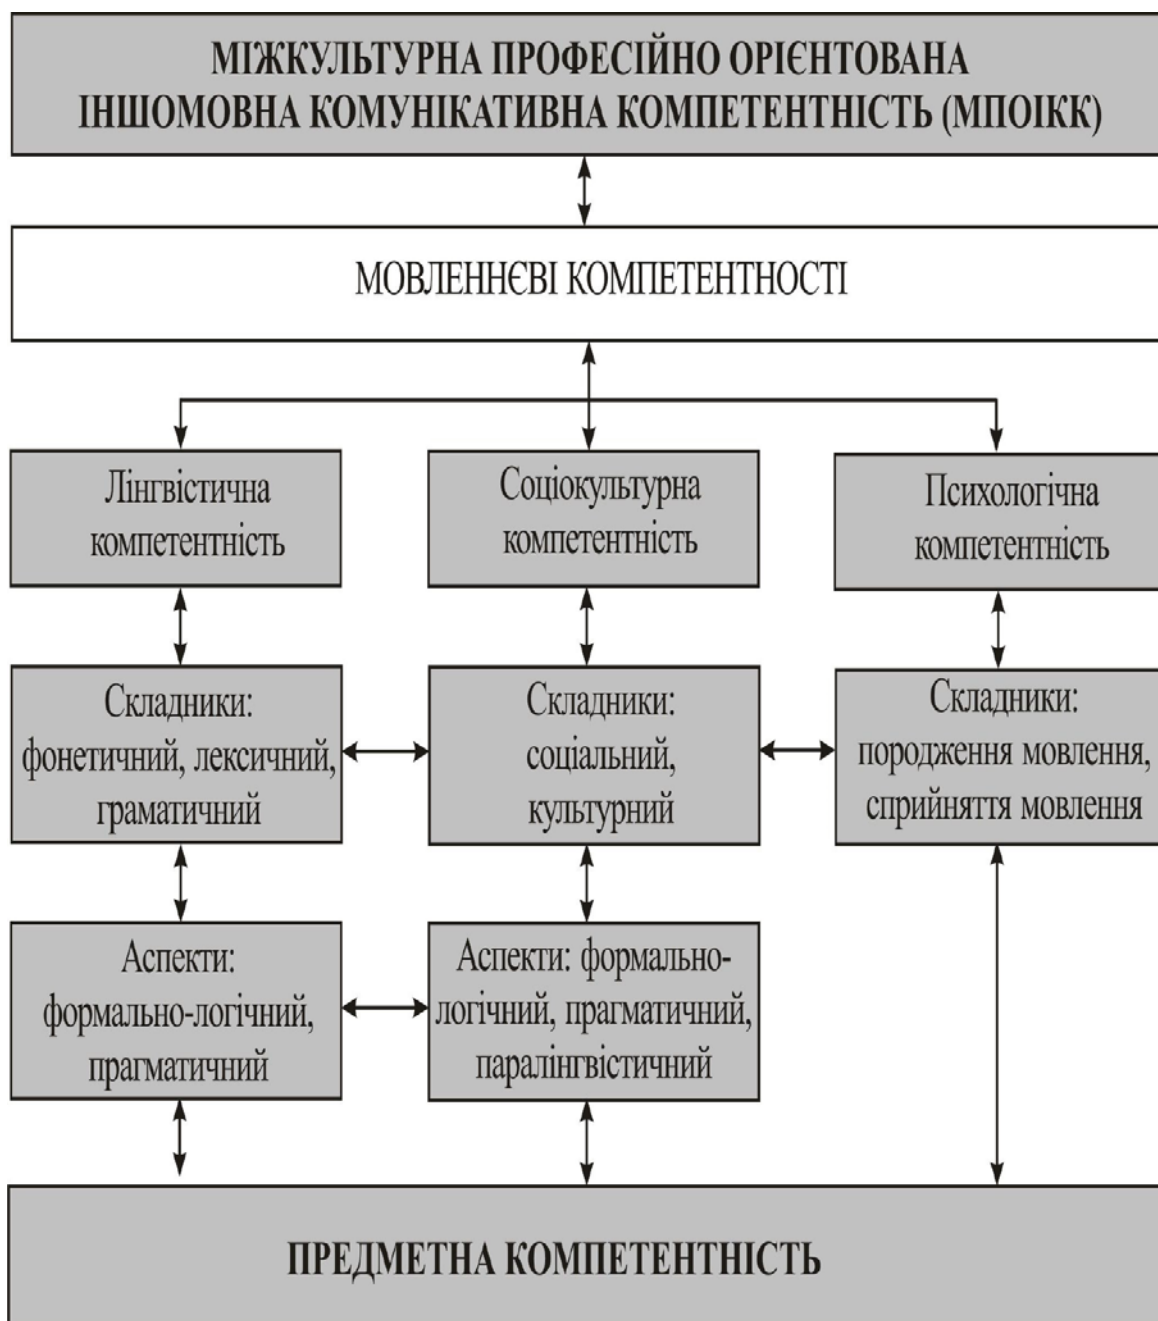 МІЖКУЛЬТУРНА ПРОФЕСІЙНО ОРІЄНТОВАНА
ІНШОМОВНА КОМУНІКАТИВНА КОМПЕТЕНТНІСТЬ (МПОІКК)
МОВЛЕННЄВІ КОМПЕТЕНТНОСТІ
Лінгвістична
компетентність
Соціокультурна
компетентність
Психологічна
компетентність
Складники:
фонетичний, лексичний,
граматичний
Складники:
соціальний,
культурний
Складники:
породження мовлення,
сприйняття мовлення
Аспекти:
формально-логічний,
прагматичний
Аспекти: формально-
логічний, прагматичний,
паралінгвістичний
ПРЕДМЕТНА КОМПЕТЕНТНІСТЬ